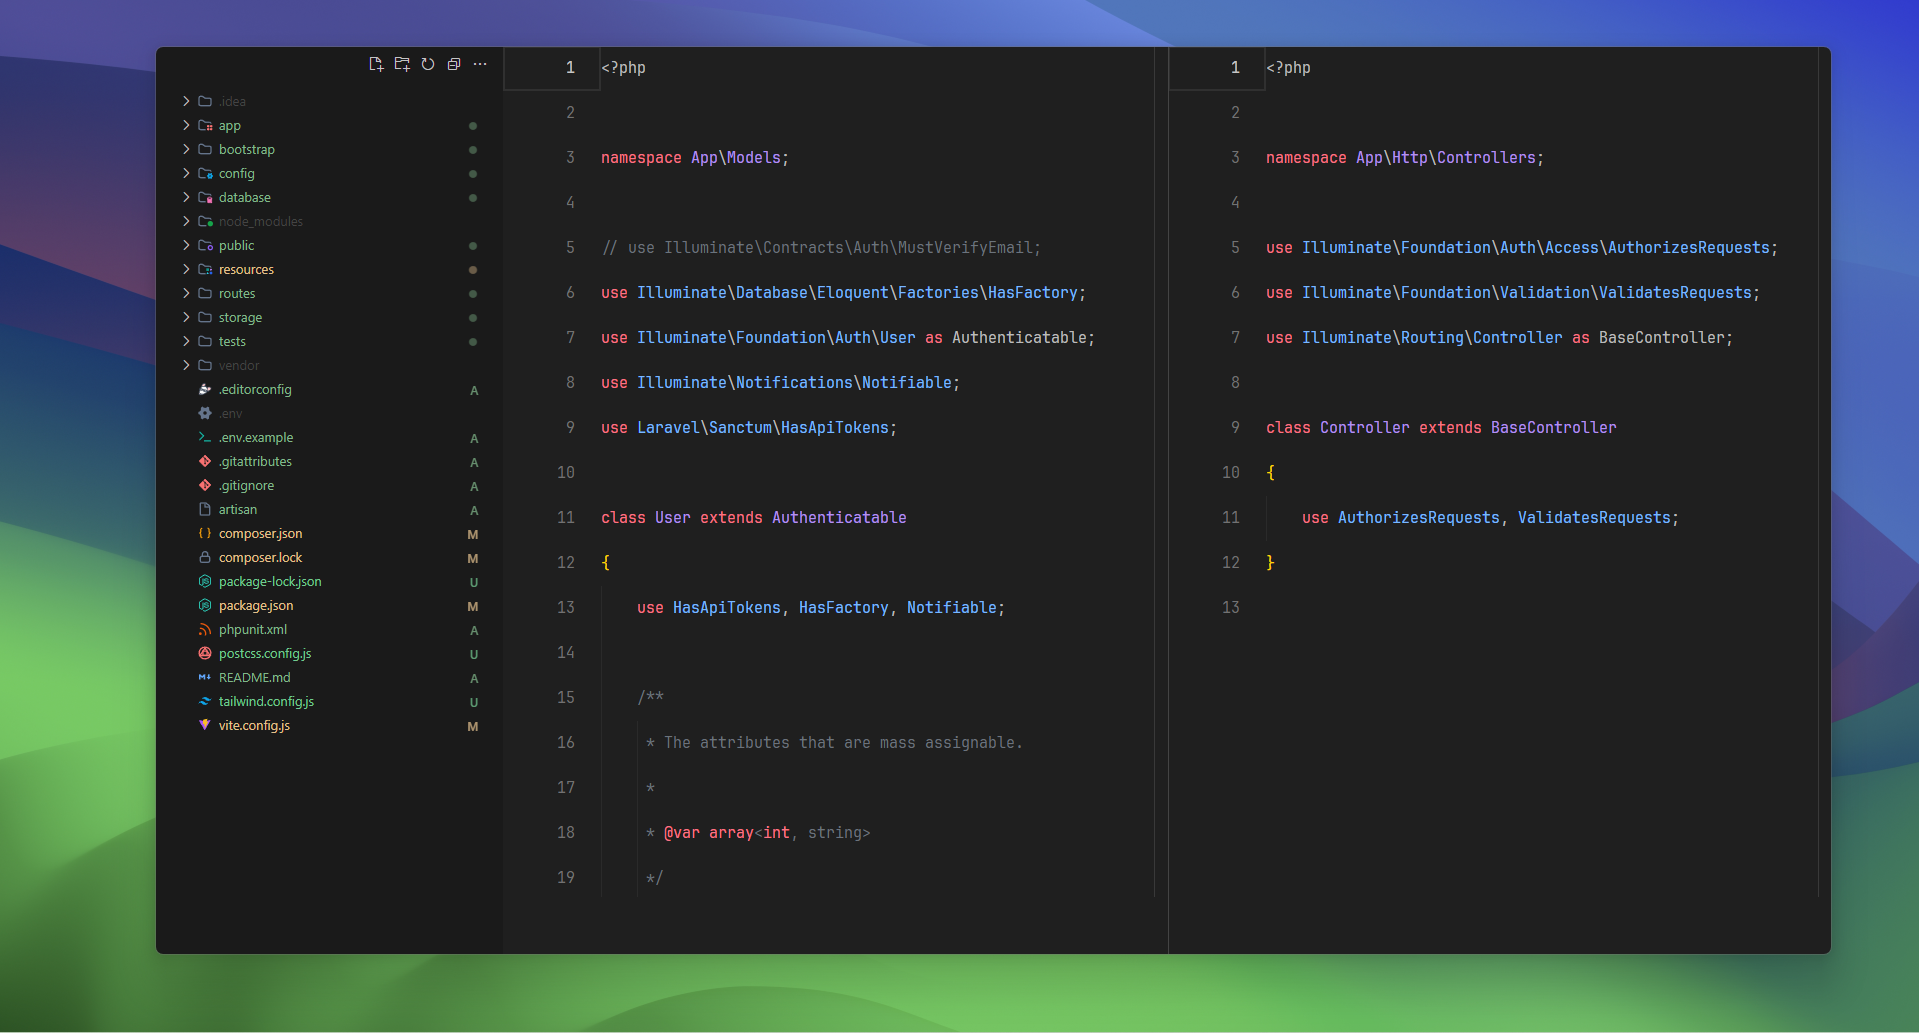 .idea
app
bootstrap
config
database
node_modules
public
resources
routes
storage
tests
vendor
.editorconfig A
.env
.env.example A
.gitattributes A
.gitignore A
artisan A
composer.json M
composer.lock M
package-lock.json U
package.json M
phpunit.xml A
postcss.config.js U
README.md A
tailwind.config.js U
vite.config.js M
1 <?php
2
3 namespace App\Models;
4
5 // use Illuminate\Contracts\Auth\MustVerifyEmail;
6 use Illuminate\Database\Eloquent\Factories\HasFactory;
7 use Illuminate\Foundation\Auth\User as Authenticatable;
8 use Illuminate\Notifications\Notifiable;
9 use Laravel\Sanctum\HasApiTokens;
10
11 class User extends Authenticatable
12 {
13 use HasApiTokens, HasFactory, Notifiable;
14
15 /**
16 * The attributes that are mass assignable.
17 *
18 * @var array<int, string>
19 */
1 <?php
2
3 namespace App\Http\Controllers;
4
5 use Illuminate\Foundation\Auth\Access\AuthorizesRequests;
6 use Illuminate\Foundation\Validation\ValidatesRequests;
7 use Illuminate\Routing\Controller as BaseController;
8
9 class Controller extends BaseController
10 {
11 use AuthorizesRequests, ValidatesRequests;
12 }
13